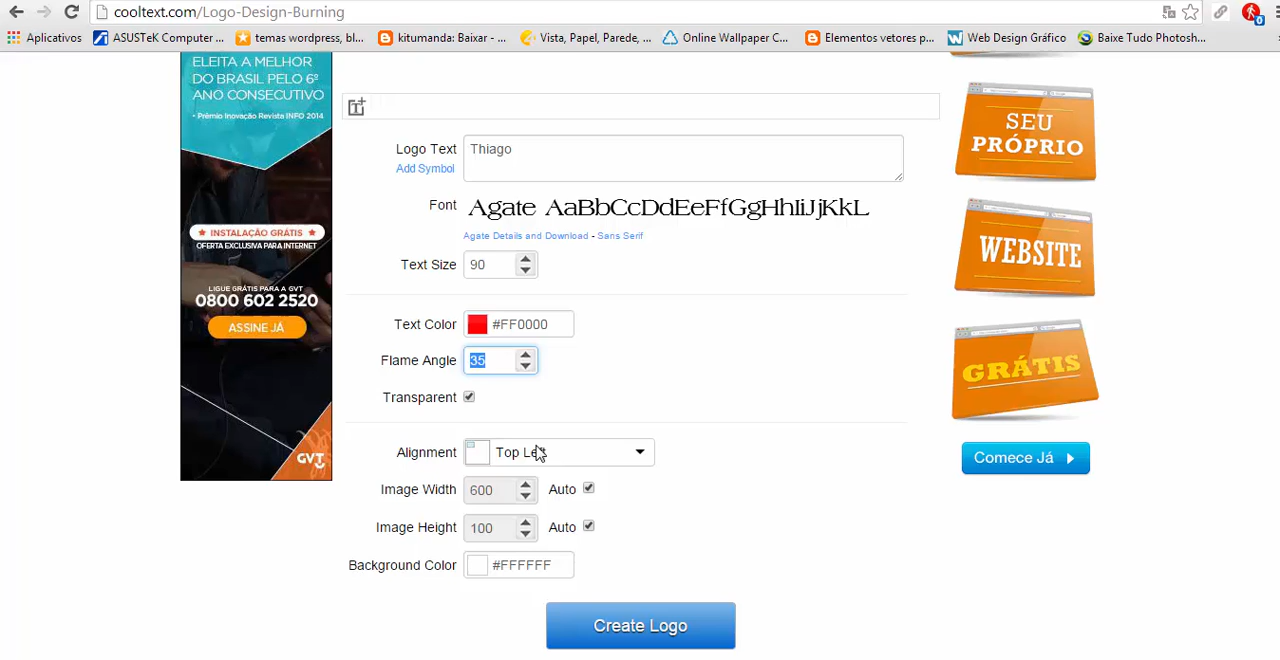 cooltext.com/Logo-Design-Burning
Aplicativos
ASUSTeK Computer ...
temas wordpress, bl...
kitumanda: Baixar - ...
Vista, Papel, Parede, ...
Online Wallpaper C...
Elementos vetores p...
Web Design Gráfico
Baixe Tudo Photosh...
ELEITA A MELHOR
DO BRASIL PELO 6º
ANO CONSECUTIVO
• Prêmio Inovação Revista INFO 2014
★ INSTALAÇÃO GRÁTIS ★
OFERTA EXCLUSIVA PARA INTERNET
LIGUE GRÁTIS PARA A GVT
0800 602 2520
ASSINE JÁ
GVT
Logo Text Thiago
Add Symbol
Font Agate AaBbCcDdEeFfGgHhIiJjKkL
Agate Details and Download - Sans Serif
Text Size 90
Text Color #FF0000
Flame Angle 35
Transparent
Alignment Top Left
Image Width 600 Auto
Image Height 100 Auto
Background Color #FFFFFF
Create Logo
SEU
PRÓPRIO
WEBSITE
GRÁTIS
Comece Já